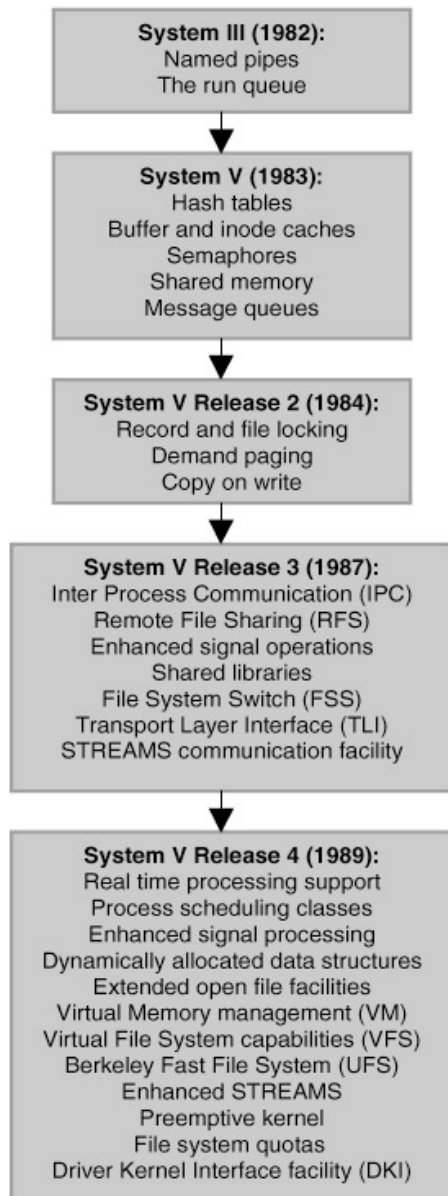 System III (1982):
Named pipes
The run queue
System V (1983):
Hash tables
Buffer and inode caches
Semaphores
Shared memory
Message queues
System V Release 2 (1984):
Record and file locking
Demand paging
Copy on write
System V Release 3 (1987):
Inter Process Communication (IPC)
Remote File Sharing (RFS)
Enhanced signal operations
Shared libraries
File System Switch (FSS)
Transport Layer Interface (TLI)
STREAMS communication facility
System V Release 4 (1989):
Real time processing support
Process scheduling classes
Enhanced signal processing
Dynamically allocated data structures
Extended open file facilities
Virtual Memory management (VM)
Virtual File System capabilities (VFS)
Berkeley Fast File System (UFS)
Enhanced STREAMS
Preemptive kernel
File system quotas
Driver Kernel Interface facility (DKI)